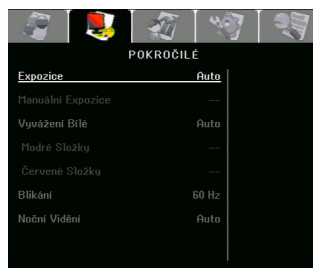 POKROČILÉ
Expozice Auto
Manuální Expozice --
Vyvážení Bílé Auto
Modré Složky --
Červené Složky --
Blikání 60 Hz
Noční Vidění Auto